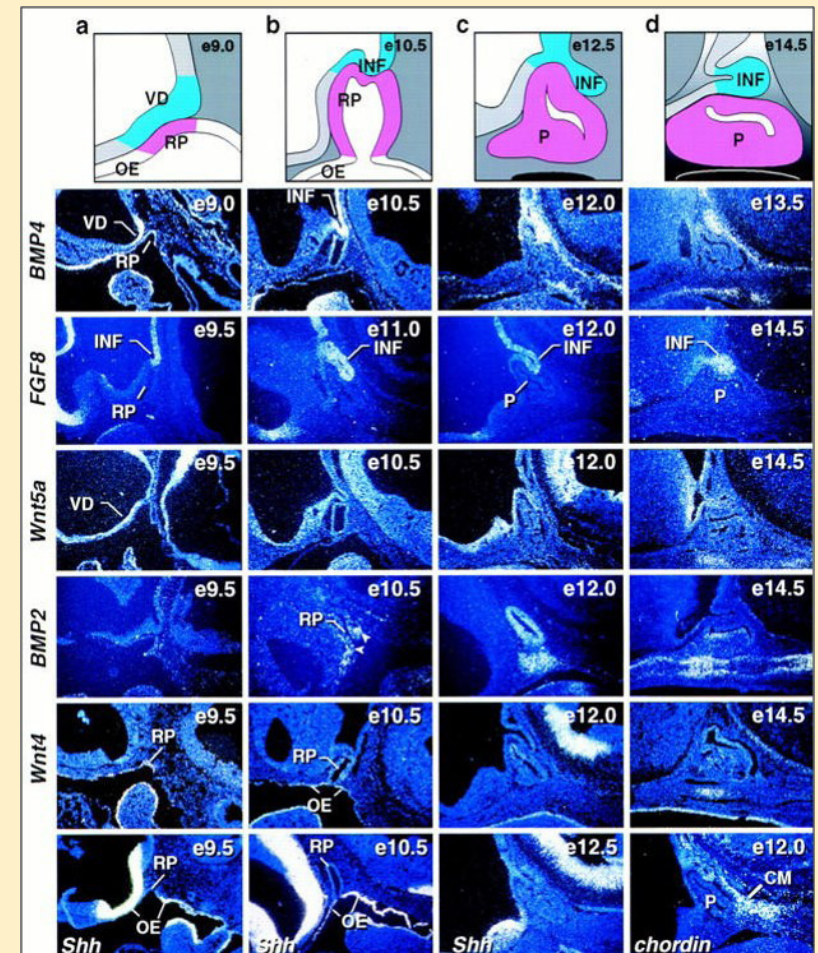 a b c d
e9.0 e10.5 e12.5 e14.5
VD RP OE
INF RP OE
INF P
INF P
BMP4
e9.0 VD RP
INF e10.5
e12.0
e13.5
FGF8
e9.5 INF RP
e11.0 INF
e12.0 INF P
e14.5 INF P
Wnt5a
e9.5 VD
e10.5
e12.0
e14.5
BMP2
e9.5
e10.5 RP
e12.0
e14.5
Wnt4
e9.5 RP
e10.5 RP OE
e12.0
e14.5
e9.5 RP OE Shh
RP e10.5 OE Shh
e12.5 Shh
e12.0 CM P chordin